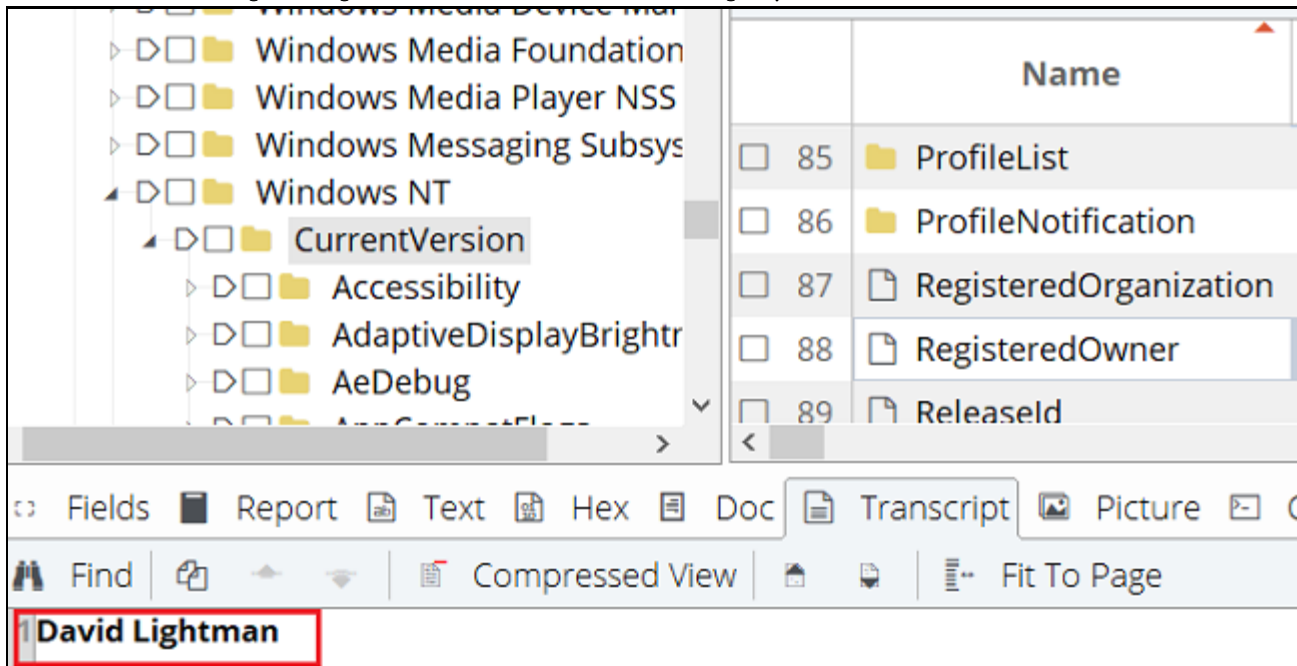 Windows Media Foundation
Windows Media Player NSS
Windows Messaging Subsys
Windows NT
CurrentVersion
Accessibility
AdaptiveDisplayBrightr
AeDebug
Name
85 ProfileList
86 ProfileNotification
87 RegisteredOrganization
88 RegisteredOwner
89 ReleaseId
Fields Report Text Hex Doc Transcript Picture
Find Compressed View Fit To Page
1 David Lightman